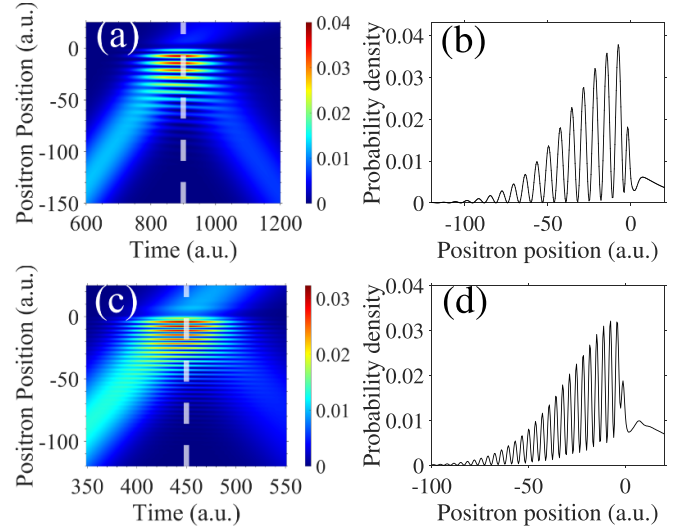 (a)
Positron Position (a.u.)
0
-50
-100
-150
600 800 1000 1200
Time (a.u.)
0.04
0.03
0.02
0.01
0
(b)
Probability density
0.04
0.03
0.02
0.01
0
-100 -50 0
Positron position (a.u.)
(c)
Positron Position (a.u.)
0
-50
-100
350 400 450 500 550
Time (a.u.)
0.03
0.02
0.01
0
(d)
Probability density
0.04
0.03
0.02
0.01
0
-100 -50 0
Positron position (a.u.)